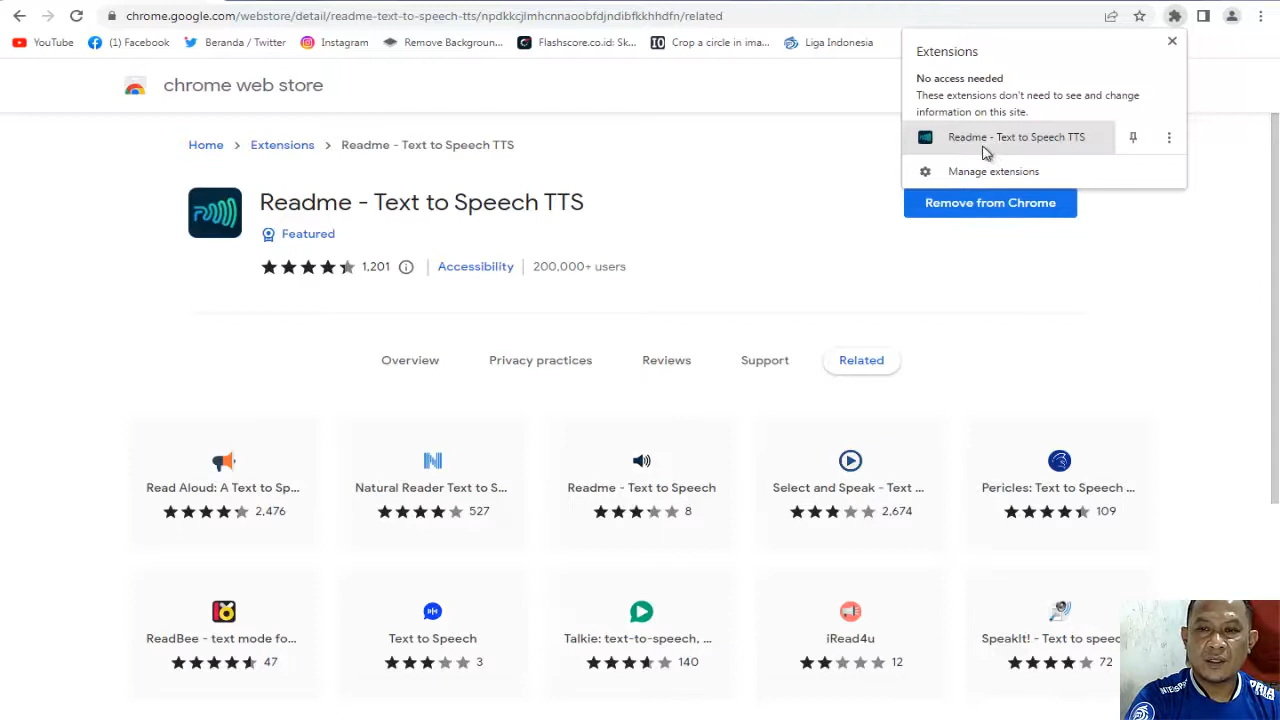 chrome.google.com/webstore/detail/readme-text-to-speech-tts/npdkkcjlmhcnnaoobfdjndibfkkhhdfn/related
YouTube
(1) Facebook
Beranda / Twitter
Instagram
Remove Backgroun...
Flashscore.co.id: Sk...
Crop a circle in ima...
Liga Indonesia
Extensions
No access needed
These extensions don't need to see and change
information on this site.
Readme - Text to Speech TTS
Manage extensions
chrome web store
Home
Extensions
Readme - Text to Speech TTS
Readme - Text to Speech TTS
Remove from Chrome
Featured
1,201
Accessibility
200,000+ users
Overview
Privacy practices
Reviews
Support
Related
Read Aloud: A Text to Sp...
2,476
Natural Reader Text to S...
527
Readme - Text to Speech
8
Select and Speak - Text ...
2,674
Pericles: Text to Speech ...
109
ReadBee - text mode fo...
47
Text to Speech
3
Talkie: text-to-speech, ...
140
iRead4u
12
SpeakIt! - Text to speec
72